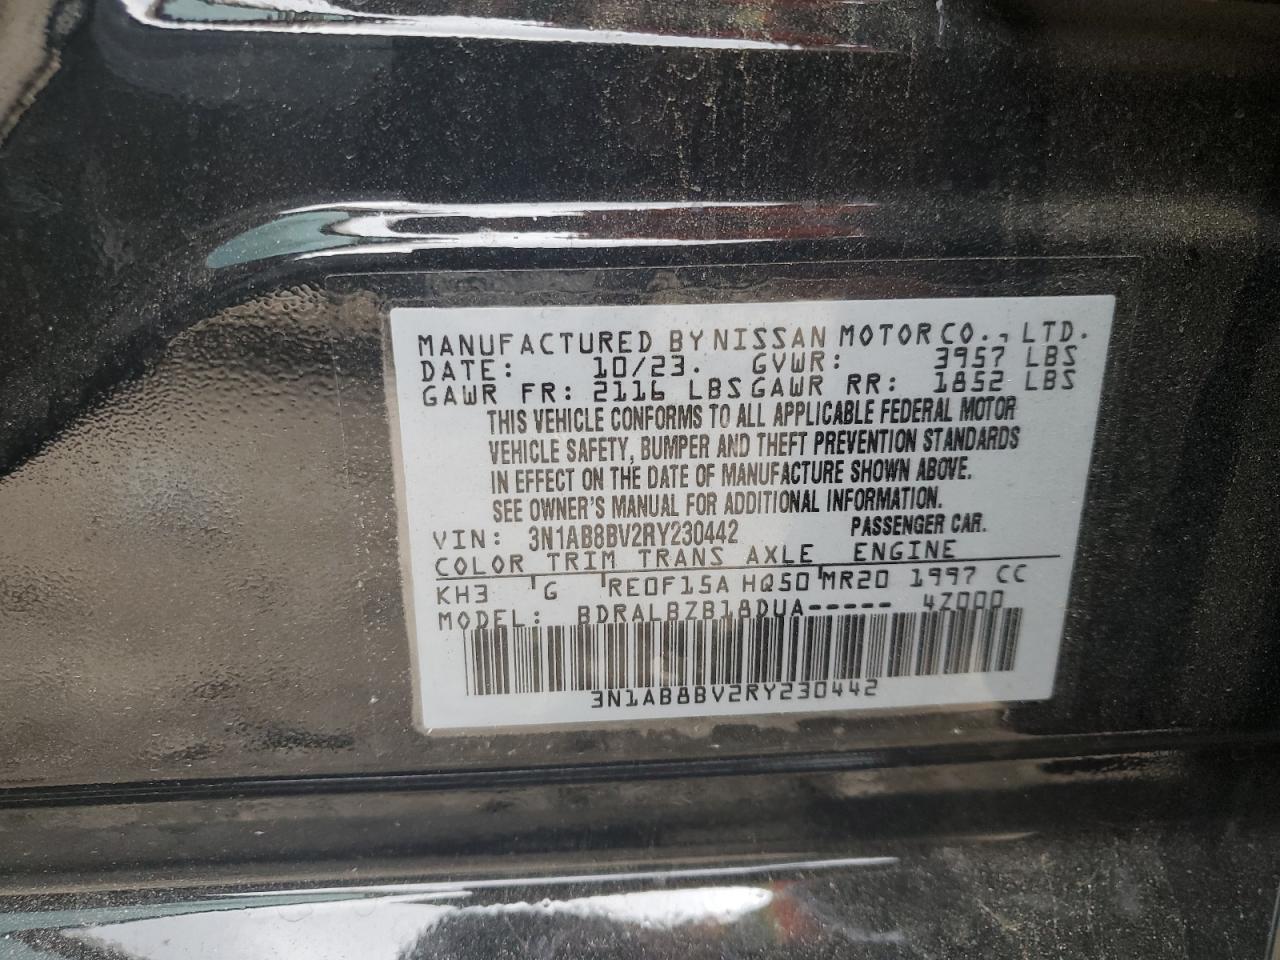 MANUFACTURED BY NISSAN MOTOR CO., LTD.
DATE: 10/23. GVWR: 3957 LBS
GAWR FR: 2116 LBS GAWR RR: 1852 LBS
THIS VEHICLE CONFORMS TO ALL APPLICABLE FEDERAL MOTOR
VEHICLE SAFETY, BUMPER AND THEFT PREVENTION STANDARDS
IN EFFECT ON THE DATE OF MANUFACTURE SHOWN ABOVE.
SEE OWNER'S MANUAL FOR ADDITIONAL INFORMATION.
VIN: 3N1AB8BV2RY230442 PASSENGER CAR.
COLOR TRIM TRANS AXLE ENGINE
KH3 G RE0F15A HQ50 MR20 1997 CC
MODEL: BDRALBZB18DUA----- 4Z000
3N1AB8BV2RY230442